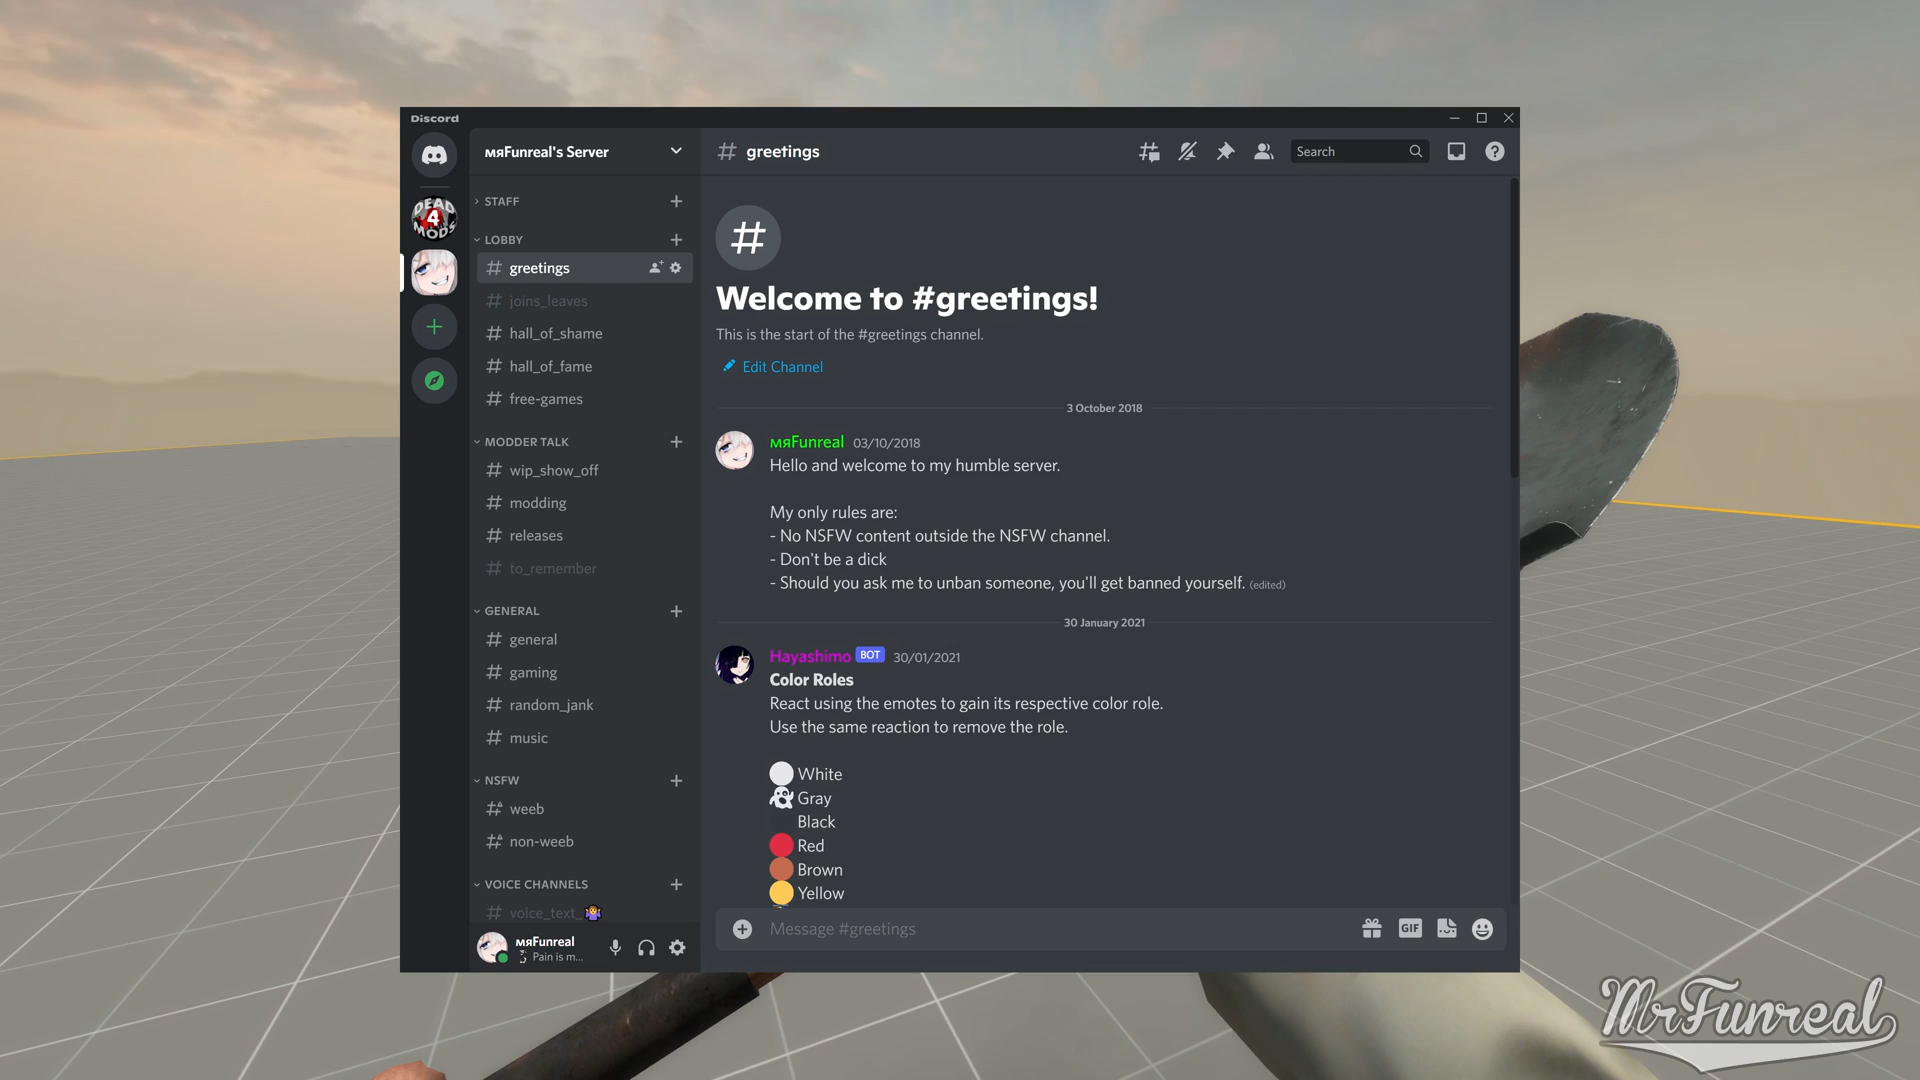 Discord
DEAD
4
MODS
мяFunreal's Server
STAFF
LOBBY
greetings
joins_leaves
hall_of_shame
hall_of_fame
free-games
MODDER TALK
wip_show_off
modding
releases
to_remember
GENERAL
general
gaming
random_jank
music
NSFW
weeb
non-weeb
VOICE CHANNELS
voice_text_
мяFunreal
Pain is m...
# greetings
Search
#
Welcome to #greetings!
This is the start of the #greetings channel.
Edit Channel
3 October 2018
мяFunreal 03/10/2018
Hello and welcome to my humble server.
My only rules are:
- No NSFW content outside the NSFW channel.
- Don't be a dick
- Should you ask me to unban someone, you'll get banned yourself. (edited)
30 January 2021
Hayashimo BOT 30/01/2021
Color Roles
React using the emotes to gain its respective color role.
Use the same reaction to remove the role.
White
Gray
Black
Red
Brown
Yellow
Message #greetings
GIF
MrFunreal